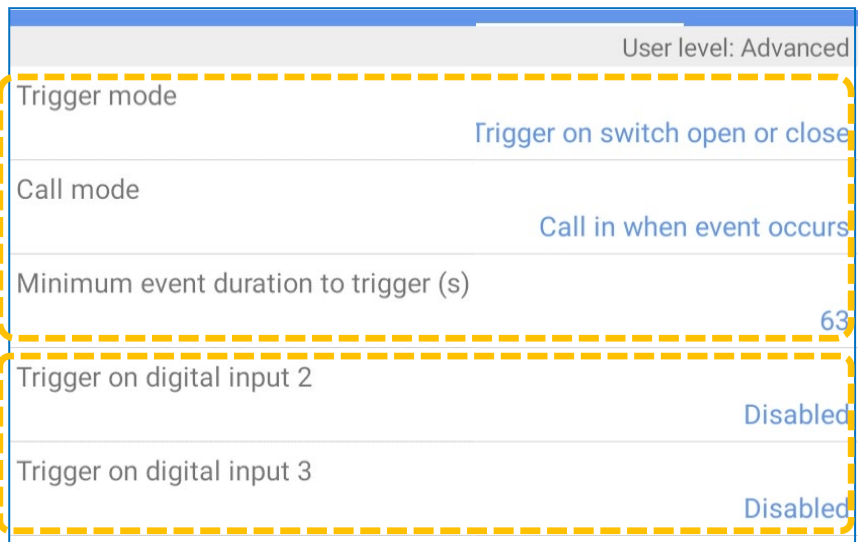 User level: Advanced
Trigger mode
Trigger on switch open or close
Call mode
Call in when event occurs
Minimum event duration to trigger (s)
63
Trigger on digital input 2
Disabled
Trigger on digital input 3
Disabled